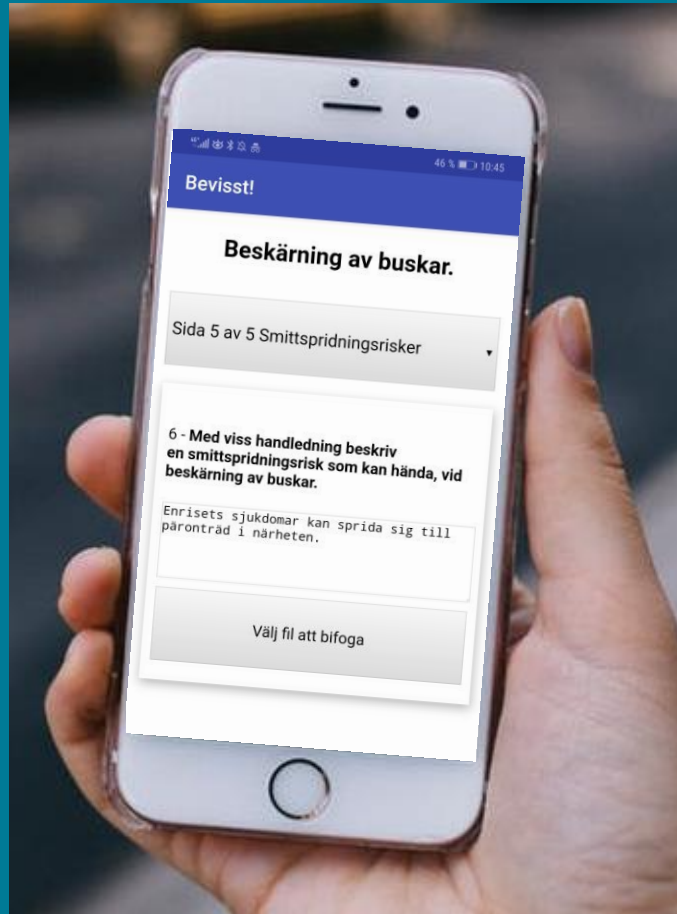 46 % 10:45
Bevisst!
Beskärning av buskar.
Sida 5 av 5 Smittspridningsrisker
6 - Med viss handledning beskriv
en smittspridningsrisk som kan hända, vid
beskärning av buskar.
Enrisets sjukdomar kan sprida sig till
päronträd i närheten.
Välj fil att bifoga